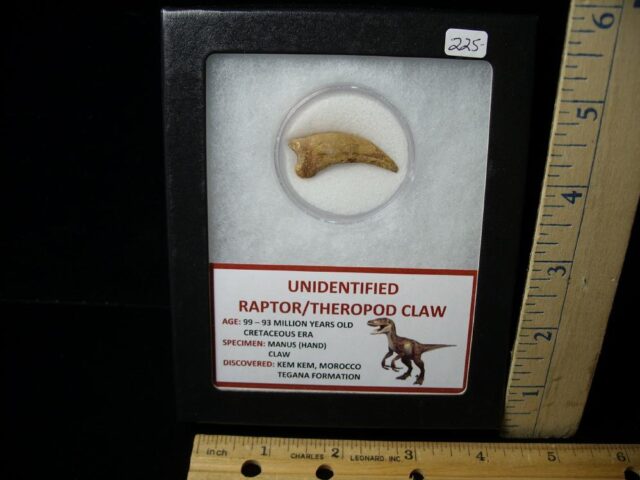 225-
UNIDENTIFIED
RAPTOR/THEROPOD CLAW
AGE: 99 – 93 MILLION YEARS OLD
CRETACEOUS ERA
SPECIMEN: MANUS (HAND)
CLAW
DISCOVERED: KEM KEM, MOROCCO
TEGANA FORMATION
6
5
4
3
2
1
inch 1 2 3 4 5 6
CHARLES LEONARD, INC.